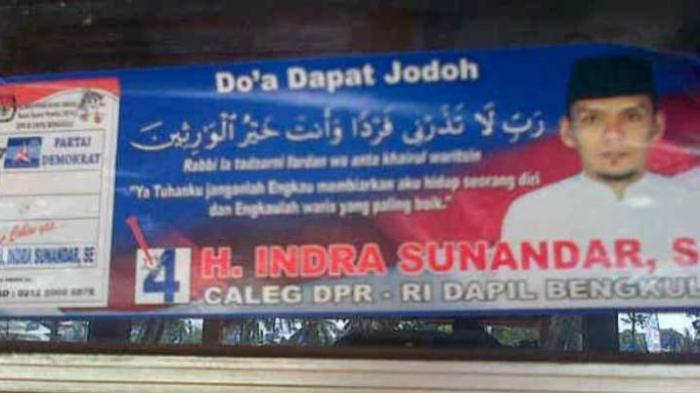 Do'a Dapat Jodoh
رَبِّ لَا تَذَرْنِي فَرْدًا وَأَنتَ خَيْرُ الْوَارِثِينَ
Rabbi la tadzarni fardan wa anta khairul waritsin
"Ya Tuhanku janganlah Engkau membiarkan aku hidup seorang diri
dan Engkaulah waris yang paling baik."
4 H. INDRA SUNANDAR, S
CALEG DPR - RI DAPIL BENGKUL
PARTAI
DEMOKRAT
INDRA SUNANDAR, SE